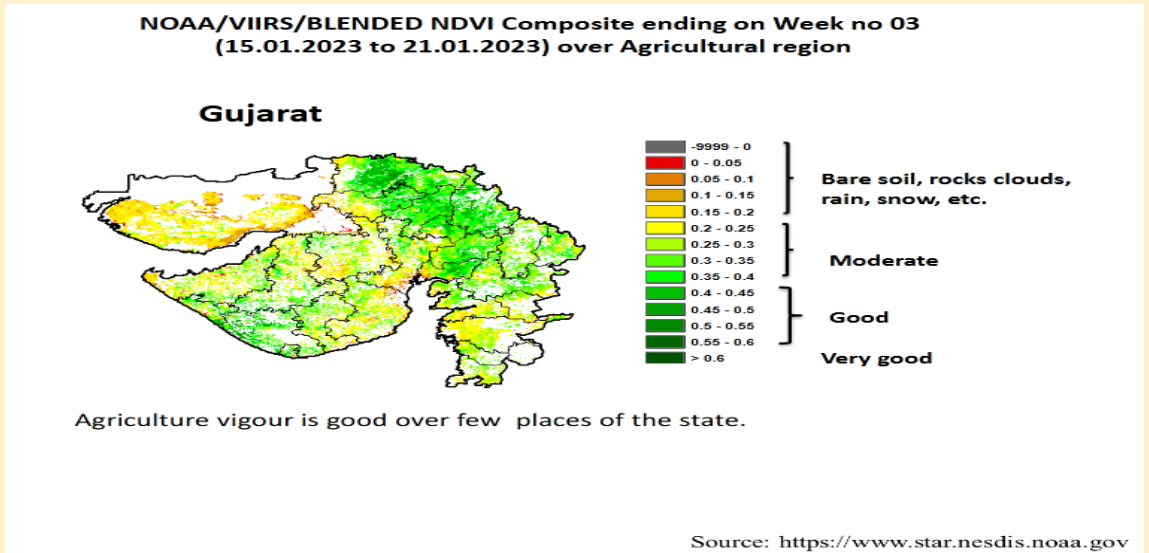 NOAA/VIIRS/BLENDED NDVI Composite ending on Week no 03
(15.01.2023 to 21.01.2023) over Agricultural region
Gujarat
-9999 - 0
0 - 0.05
0.05 - 0.1
0.1 - 0.15
0.15 - 0.2
0.2 - 0.25
0.25 - 0.3
0.3 - 0.35
0.35 - 0.4
0.4 - 0.45
0.45 - 0.5
0.5 - 0.55
0.55 - 0.6
> 0.6
Bare soil, rocks clouds,
rain, snow, etc.
Moderate
Good
Very good
Agriculture vigour is good over few places of the state.
Source: https://www.star.nesdis.noaa.gov